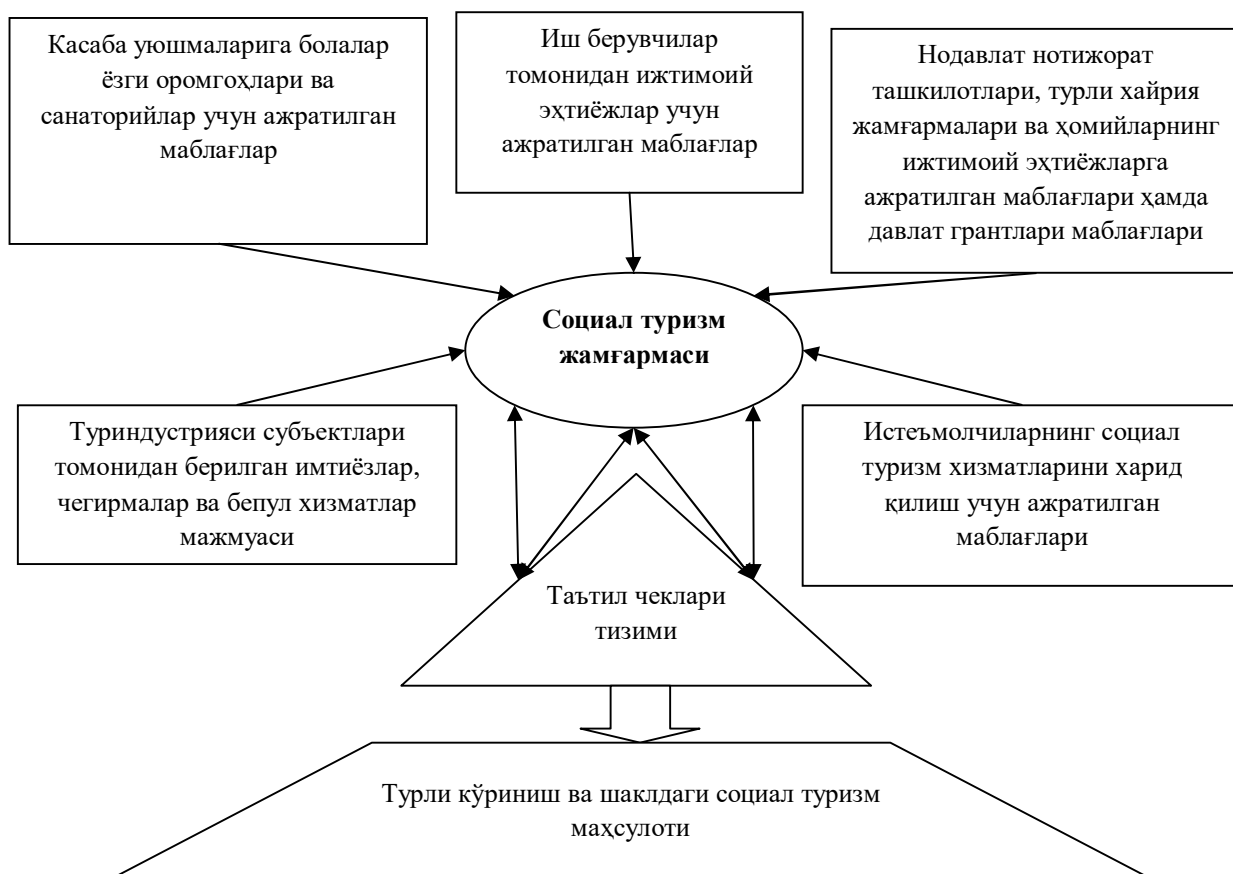 Касаба уюшмаларига болалар
ёзги оромгоҳлари ва
санаторийлар учун ажратилган
маблағлар
Иш берувчилар
томонидан ижтимоий
эҳтиёжлар учун
ажратилган маблағлар
Нодавлат нотижорат
ташкилотлари, турли хайрия
жамғармалари ва ҳомийларнинг
ижтимоий эҳтиёжларга
ажратилган маблағлари ҳамда
давлат грантлари маблағлари
Социал туризм
жамғармаси
Туриндустрияси субъектлари
томонидан берилган имтиёзлар,
чегирмалар ва бепул хизматлар
мажмуаси
Истеъмолчиларнинг социал
туризм хизматларини харид
қилиш учун ажратилган
маблағлари
Таътил чеклари
тизими
Турли кўриниш ва шаклдаги социал туризм
маҳсулоти